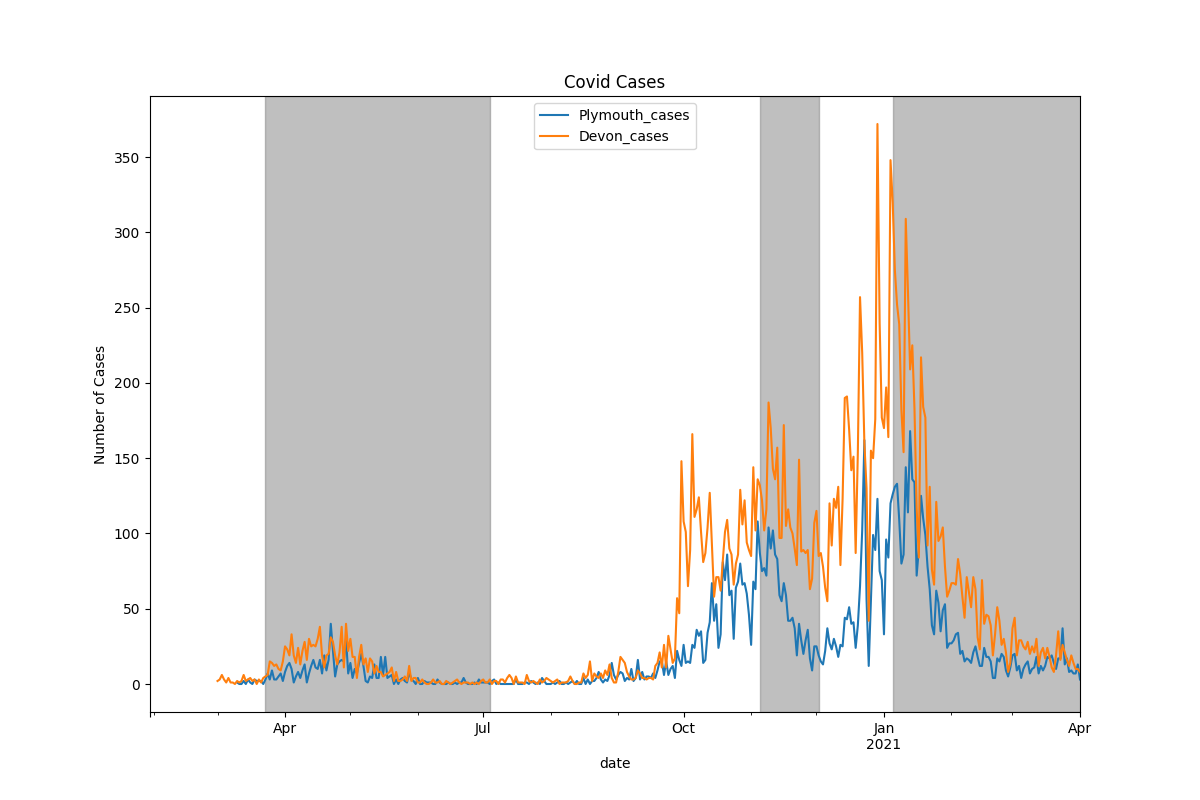 Covid Cases
Plymouth_cases
Devon_cases
Number of Cases
350
300
250
200
150
100
50
0
Apr
Jul
Oct
Jan
2021
Apr
date